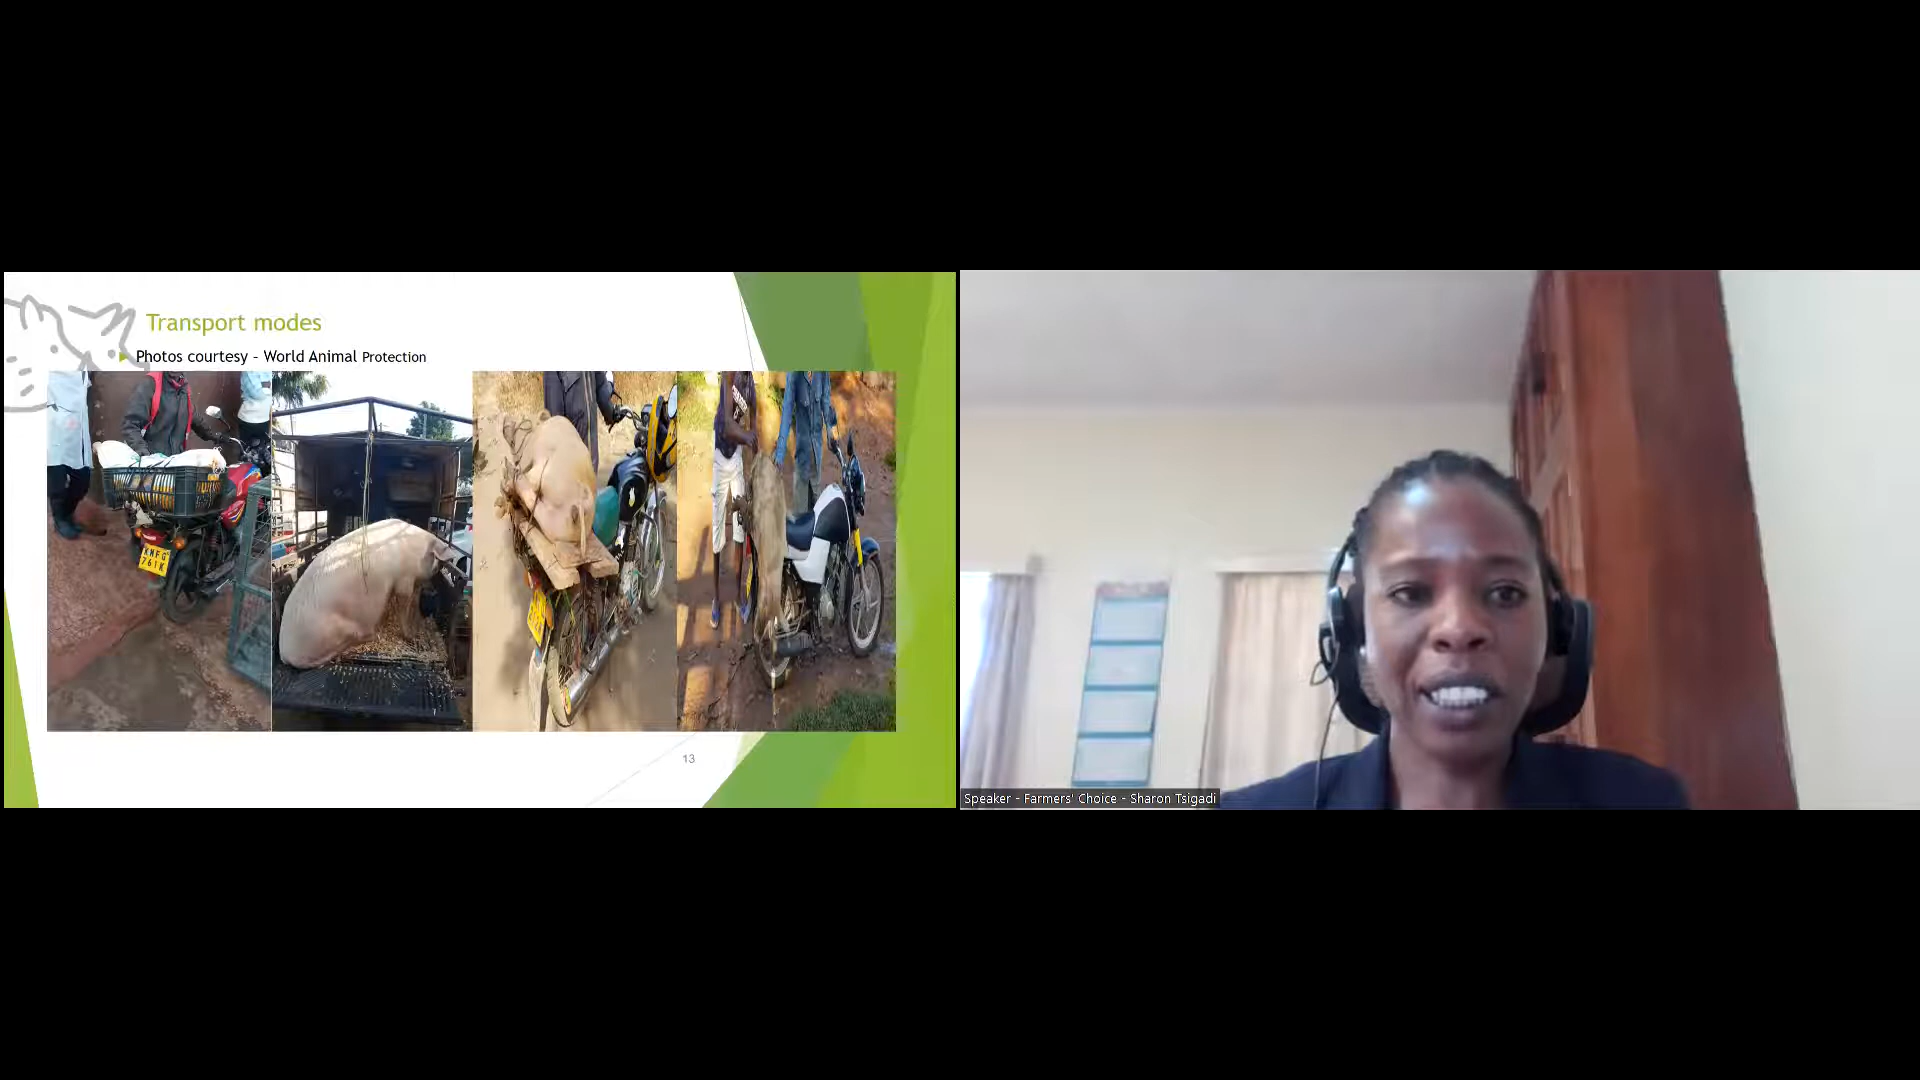 Transport modes
Photos courtesy – World Animal Protection
KMFG
761K
13
Speaker - Farmers' Choice - Sharon Tsigadi